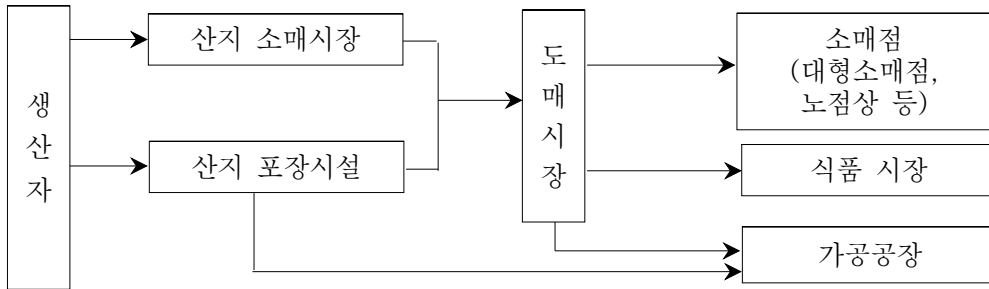 생산자
산지 소매시장
산지 포장시설
도매시장
소매점
(대형소매점,
노점상 등)
식품 시장
가공공장